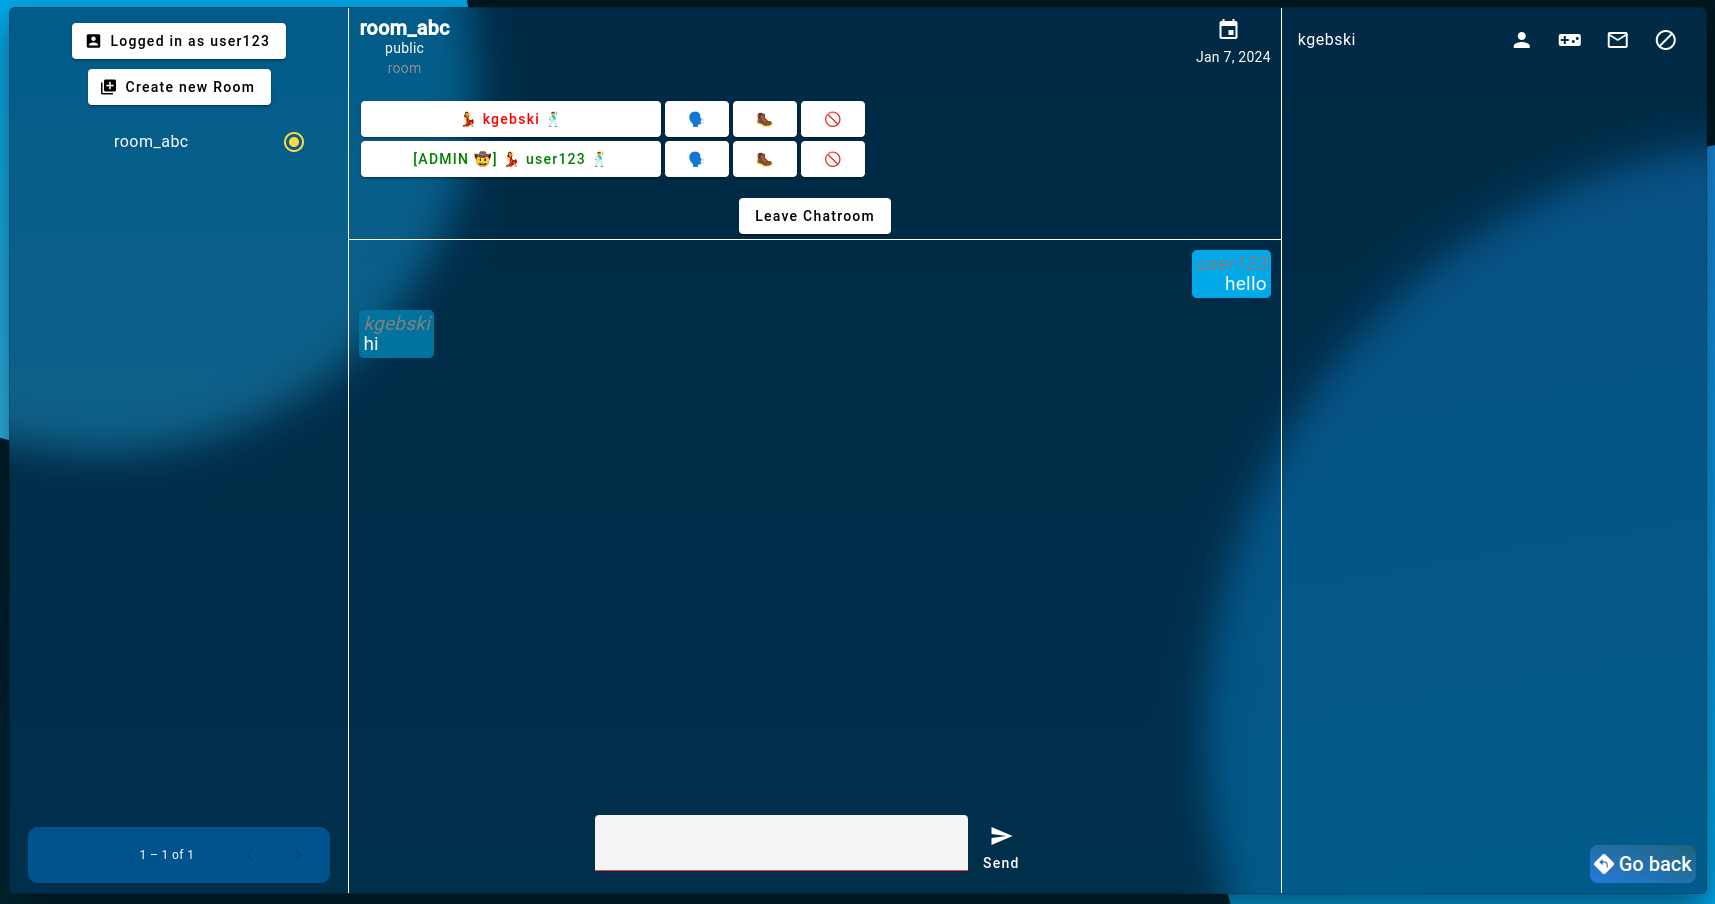 Logged in as user123
Create new Room
room_abc
1 – 1 of 1
room_abc
public
room
Jan 7, 2024
💃 kgebski 🕺 🗣 🥾 🚫
[ADMIN 🤠] 💃 user123 🕺 🗣 🥾 🚫
Leave Chatroom
user123
hello
kgebski
hi
Send
kgebski
Go back